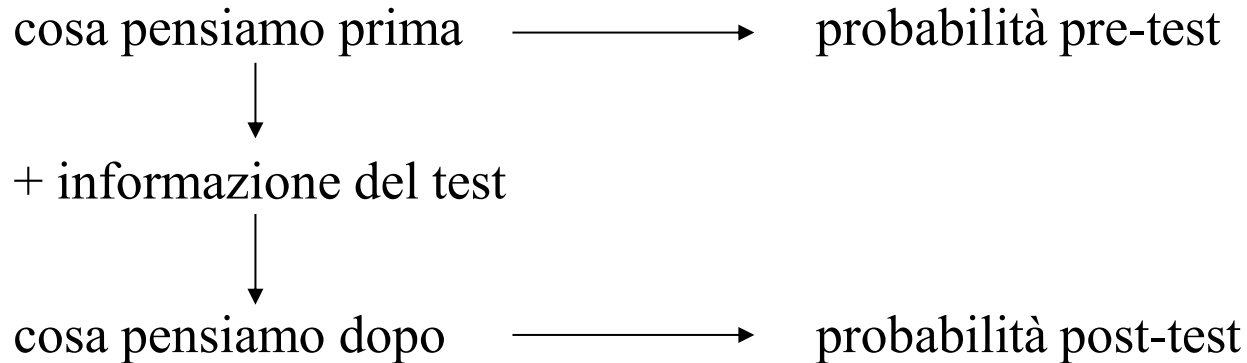 cosa pensiamo prima probabilità pre-test
+ informazione del test
cosa pensiamo dopo probabilità post-test